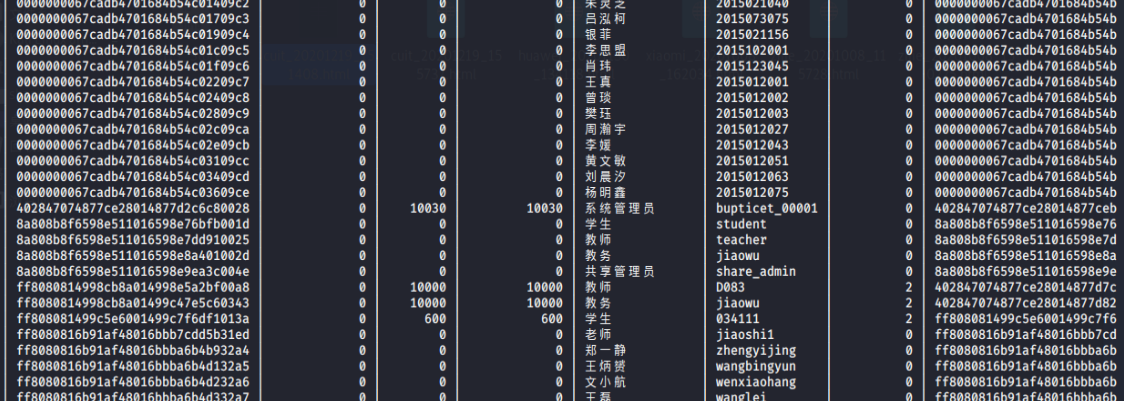 0000000067cadb4701684b54c01409c2 0 0 0 朱灵芝 2015021040 0 0000000067cadb4701684b54b
0000000067cadb4701684b54c01709c3 0 0 0 吕泓柯 2015073075 0 0000000067cadb4701684b54b
0000000067cadb4701684b54c01909c4 0 0 0 银菲 2015021156 0 0000000067cadb4701684b54b
0000000067cadb4701684b54c01c09c5 0 0 0 李思盟 2015102001 0 0000000067cadb4701684b54b
0000000067cadb4701684b54c01f09c6 0 0 0 肖玮 2015123045 0 0000000067cadb4701684b54b
0000000067cadb4701684b54c02209c7 0 0 0 王真 2015012001 0 0000000067cadb4701684b54b
0000000067cadb4701684b54c02409c8 0 0 0 曾琰 2015012002 0 0000000067cadb4701684b54b
0000000067cadb4701684b54c02809c9 0 0 0 樊珏 2015012003 0 0000000067cadb4701684b54b
0000000067cadb4701684b54c02c09ca 0 0 0 周瀚宇 2015012027 0 0000000067cadb4701684b54b
0000000067cadb4701684b54c02e09cb 0 0 0 李媛 2015012043 0 0000000067cadb4701684b54b
0000000067cadb4701684b54c03109cc 0 0 0 黄文敏 2015012051 0 0000000067cadb4701684b54b
0000000067cadb4701684b54c03409cd 0 0 0 刘晨汐 2015012063 0 0000000067cadb4701684b54b
0000000067cadb4701684b54c03609ce 0 0 0 杨明鑫 2015012075 0 0000000067cadb4701684b54b
402847074877ce28014877d2c6c80028 0 10030 10030 系统管理员 bupticet_00001 0 402847074877ce28014877ceb
8a808b8f6598e511016598e76bfb001d 0 0 0 学生 student 0 8a808b8f6598e511016598e76
8a808b8f6598e511016598e7dd910025 0 0 0 教师 teacher 0 8a808b8f6598e511016598e7d
8a808b8f6598e511016598e8a401002d 0 0 0 教务 jiaowu 0 8a808b8f6598e511016598e8a
8a808b8f6598e511016598e9ea3c004e 0 0 0 共享管理员 share_admin 0 8a808b8f6598e511016598e9e
ff8080814998cb8a014998e5a2bf00a8 0 10000 10000 教师 D083 2 402847074877ce28014877d7c
ff8080814998cb8a01499c47e5c60343 0 10000 10000 教务 jiaowu 2 402847074877ce28014877d82
ff808081499c5e6001499c7f6df1013a 0 600 600 学生 034111 2 ff808081499c5e6001499c7f6
ff8080816b91af48016bbb7cdd5b31ed 0 0 0 老师 jiaoshi1 0 ff8080816b91af48016bbb7cd
ff8080816b91af48016bbba6b4b932a4 0 0 0 郑一静 zhengyijing 0 ff8080816b91af48016bbba6b
ff8080816b91af48016bbba6b4d132a5 0 0 0 王炳赟 wangbingyun 0 ff8080816b91af48016bbba6b
ff8080816b91af48016bbba6b4d232a6 0 0 0 文小航 wenxiaohang 0 ff8080816b91af48016bbba6b
ff8080816b91af48016bbba6b4d332a7 0 0 0 王磊 wanglei 0 ff8080816b91af48016bbba6b